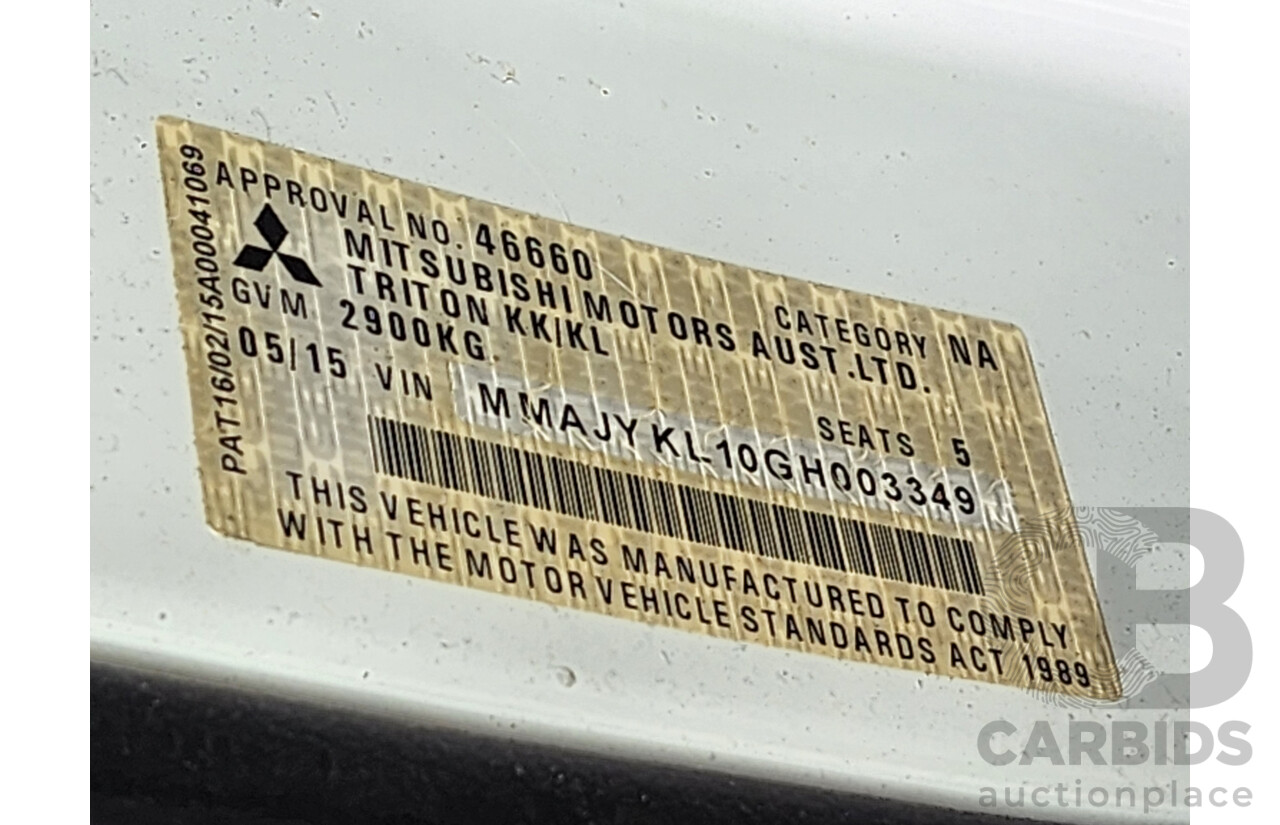 PAT16/02/15A00041069
APPROVAL NO. 46660 CATEGORY NA
MITSUBISHI MOTORS AUST.LTD.
TRITON KK/KL
GVM 2900KG SEATS 5
05/15 VIN MMAJYKL10GH003349
THIS VEHICLE WAS MANUFACTURED TO COMPLY
WITH THE MOTOR VEHICLE STANDARDS ACT 1989
B
CARBIDS
auctionplace